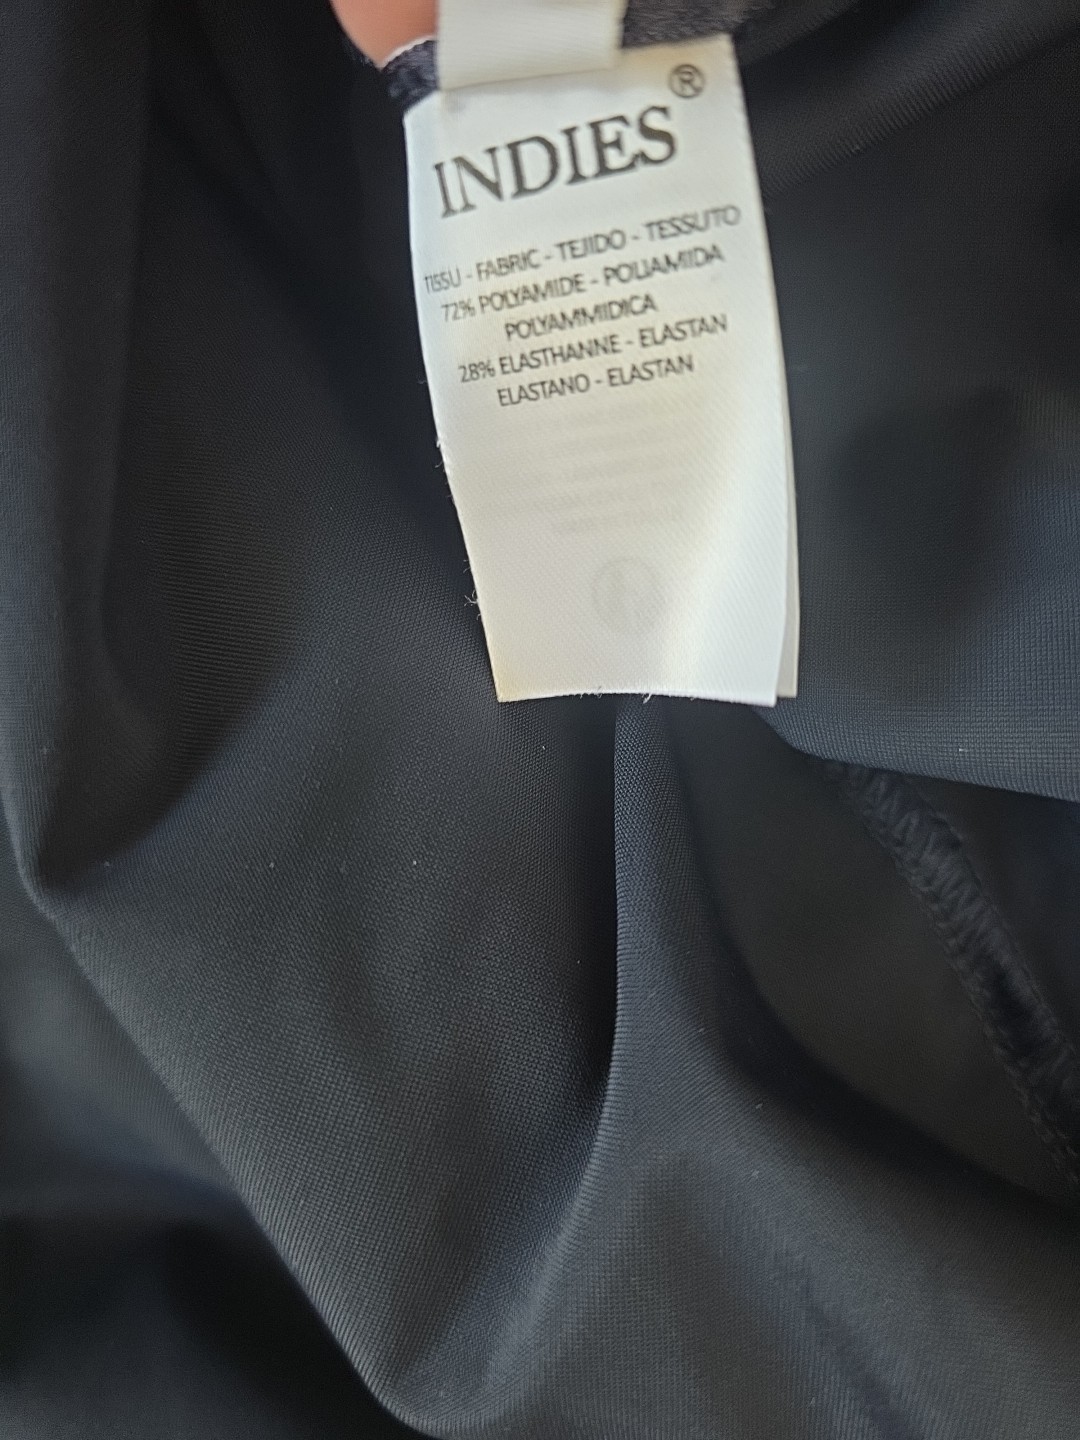 INDIES®
TISSU - FABRIC - TEJIDO - TESSUTO
72% POLYAMIDE - POLIAMIDA
POLYAMMIDICA
28% ELASTHANNE - ELASTAN
ELASTANO - ELASTAN